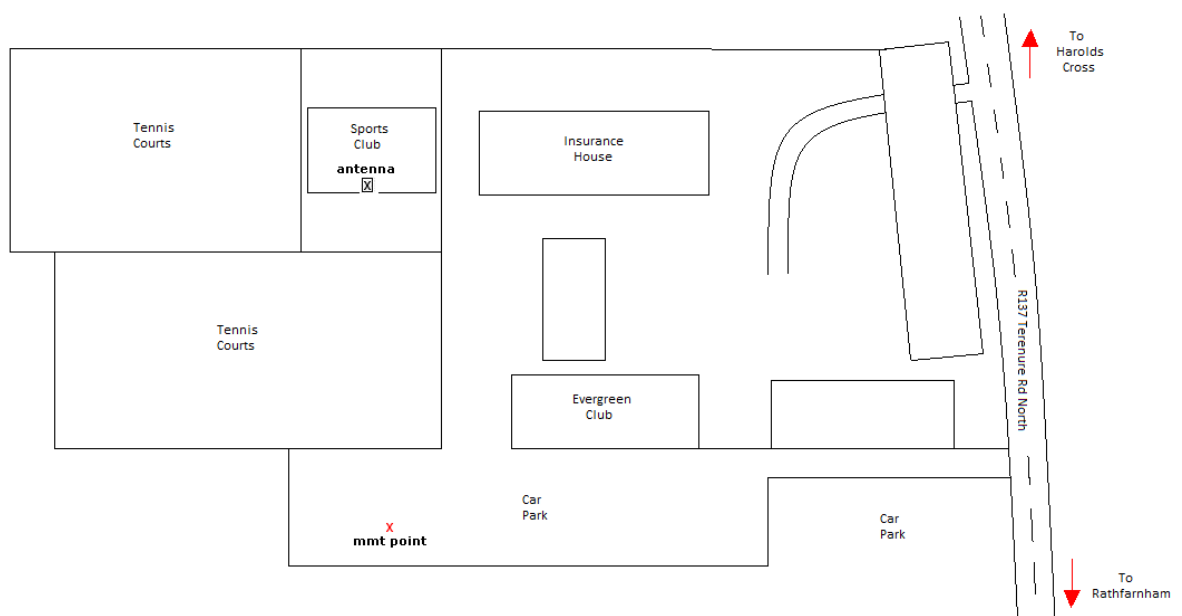 To
Harolds
Cross
Tennis
Courts
Sports
Club
antenna
X
Insurance
House
R137 Terenure Rd North
Tennis
Courts
Evergreen
Club
Car
Park
X
mmt point
Car
Park
To
Rathfarnham